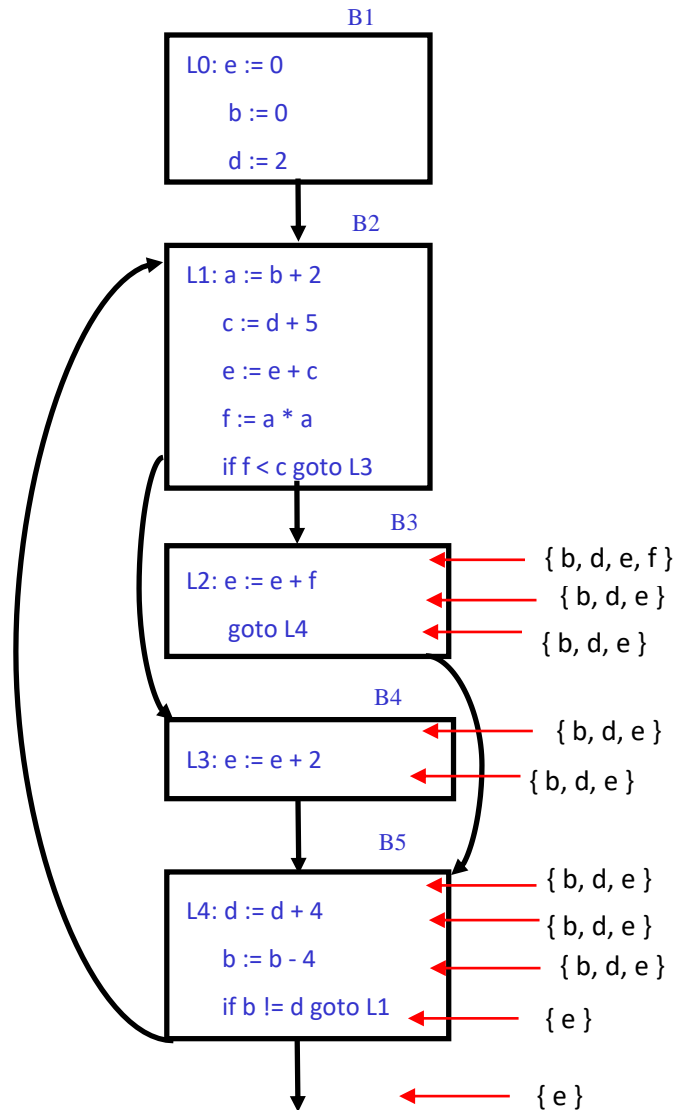 B1
L0: e := 0
b := 0
d := 2
B2
L1: a := b + 2
c := d + 5
e := e + c
f := a * a
if f < c goto L3
B3
{ b, d, e, f }
L2: e := e + f
{ b, d, e }
goto L4
{ b, d, e }
B4
{ b, d, e }
L3: e := e + 2
{ b, d, e }
B5
{ b, d, e }
L4: d := d + 4
{ b, d, e }
b := b - 4
{ b, d, e }
if b != d goto L1
{ e }
{ e }